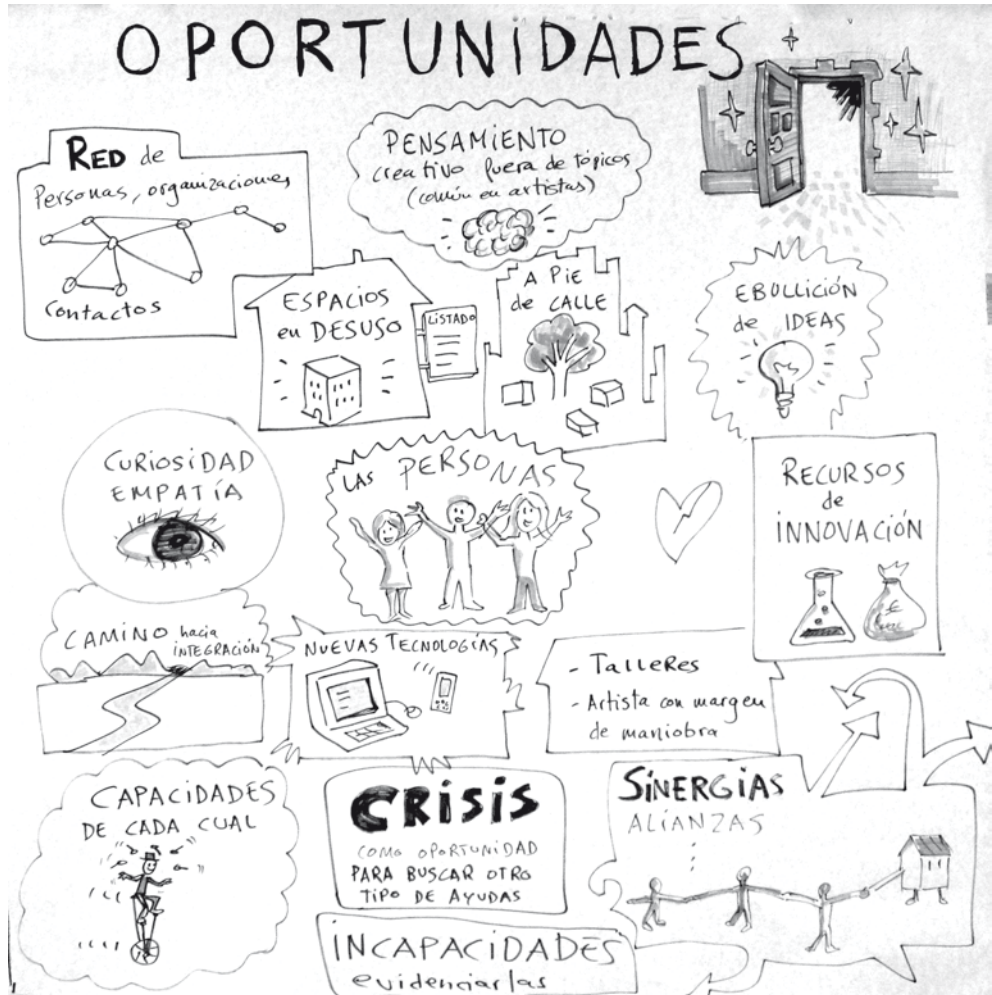 OPORTUNIDADES
RED de
Personas, organizaciones
Contactos
PENSAMIENTO
creativo fuera de tópicos
(común en artistas)
ESPACIOS
en DESUSO
LISTADO
A PIE
de CALLE
EBULLICIÓN
de IDEAS
CURIOSIDAD
EMPATÍA
LAS PERSONAS
RECURSOS
de
INNOVACIÓN
€
CAMINO hacia
INTEGRACIÓN
NUEVAS TECNOLOGÍAS
- Talleres
- Artista con margen
de maniobra
CAPACIDADES
DE CADA CUAL
CRISIS
COMO OPORTUNIDAD
PARA BUSCAR OTRO
TIPO DE AYUDAS
SINERGIAS
ALIANZAS
INCAPACIDADES
evidenciarlas